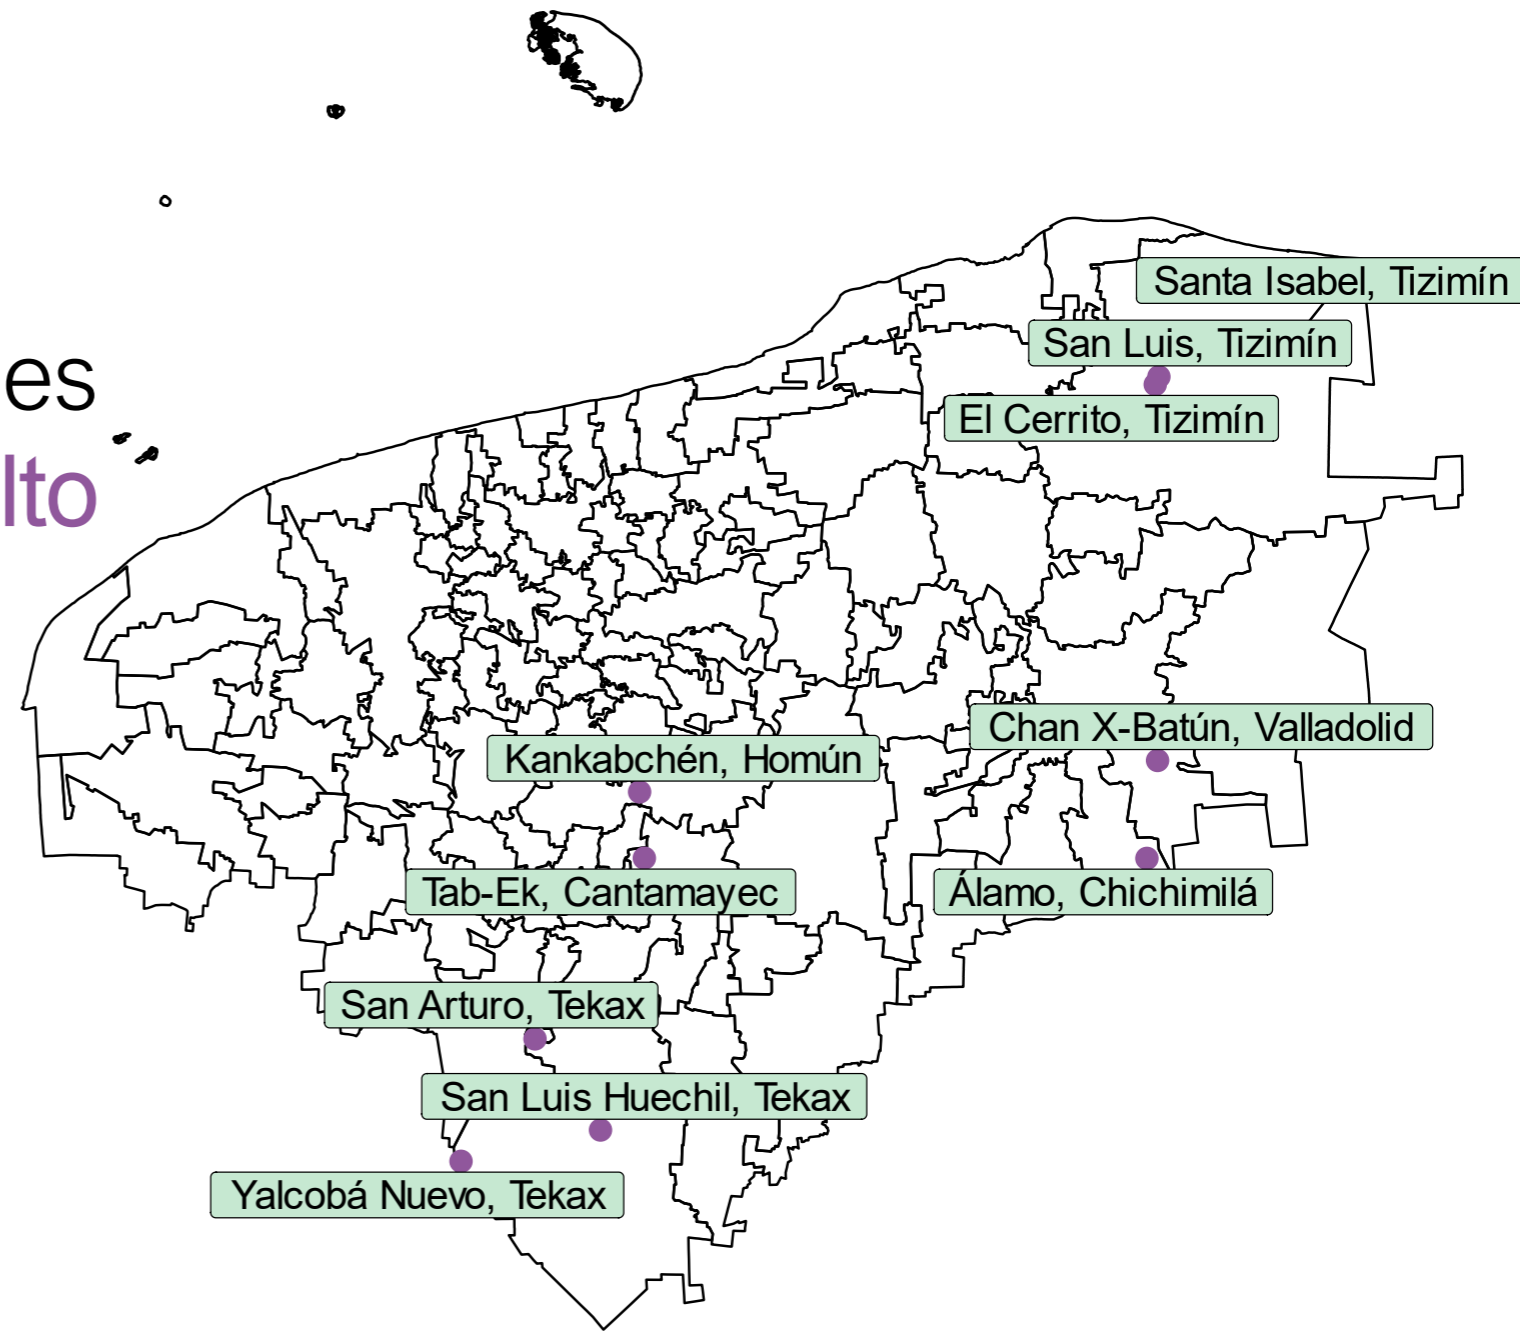 es
lto
Santa Isabel, Tizimín
San Luis, Tizimín
El Cerrito, Tizimín
Chan X-Batún, Valladolid
Kankabchén, Homún
Tab-Ek, Cantamayec
Álamo, Chichimilá
San Arturo, Tekax
San Luis Huechil, Tekax
Yalcobá Nuevo, Tekax